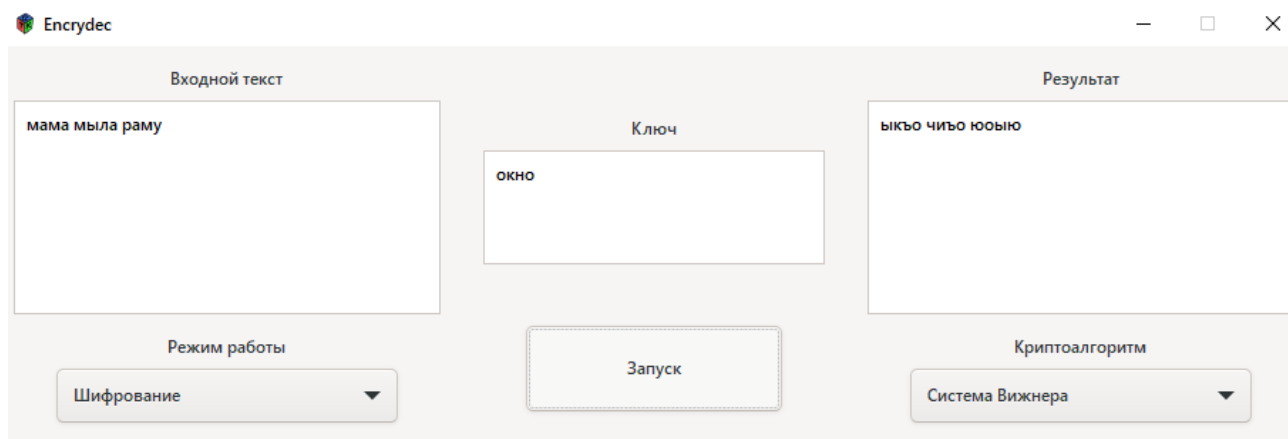 Encrydec
Входной текст
мама мыла раму
Ключ
окно
Результат
ыкъо чиъо юоыю
Режим работы
Шифрование
Запуск
Криптоалгоритм
Система Вижнера